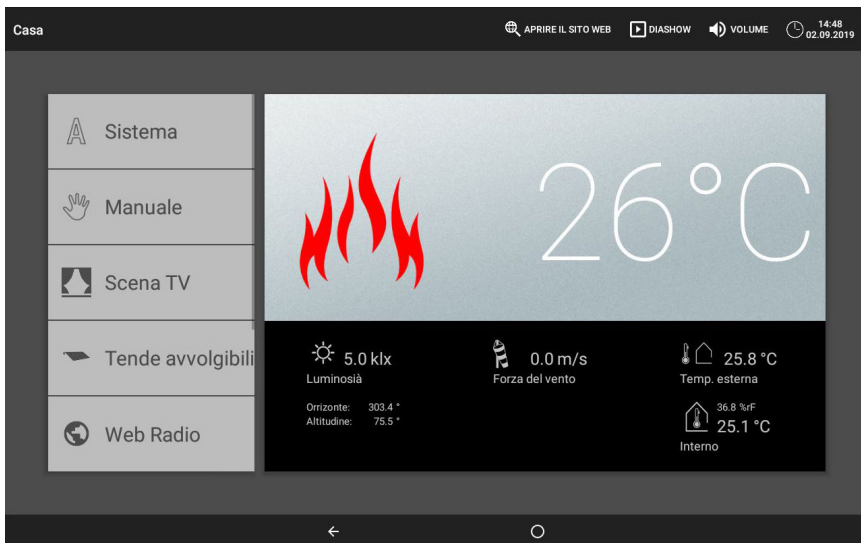 Casa
APRIRE IL SITO WEB
DIASHOW
VOLUME
14:48
02.09.2019
Sistema
Manuale
Scena TV
Tende avvolgibili
Web Radio
26°C
5.0 klx
Luminosià
Orrizonte: 303.4 °
Altitudine: 75.5 °
0.0 m/s
Forza del vento
25.8 °C
Temp. esterna
36.8 %rF
25.1 °C
Interno